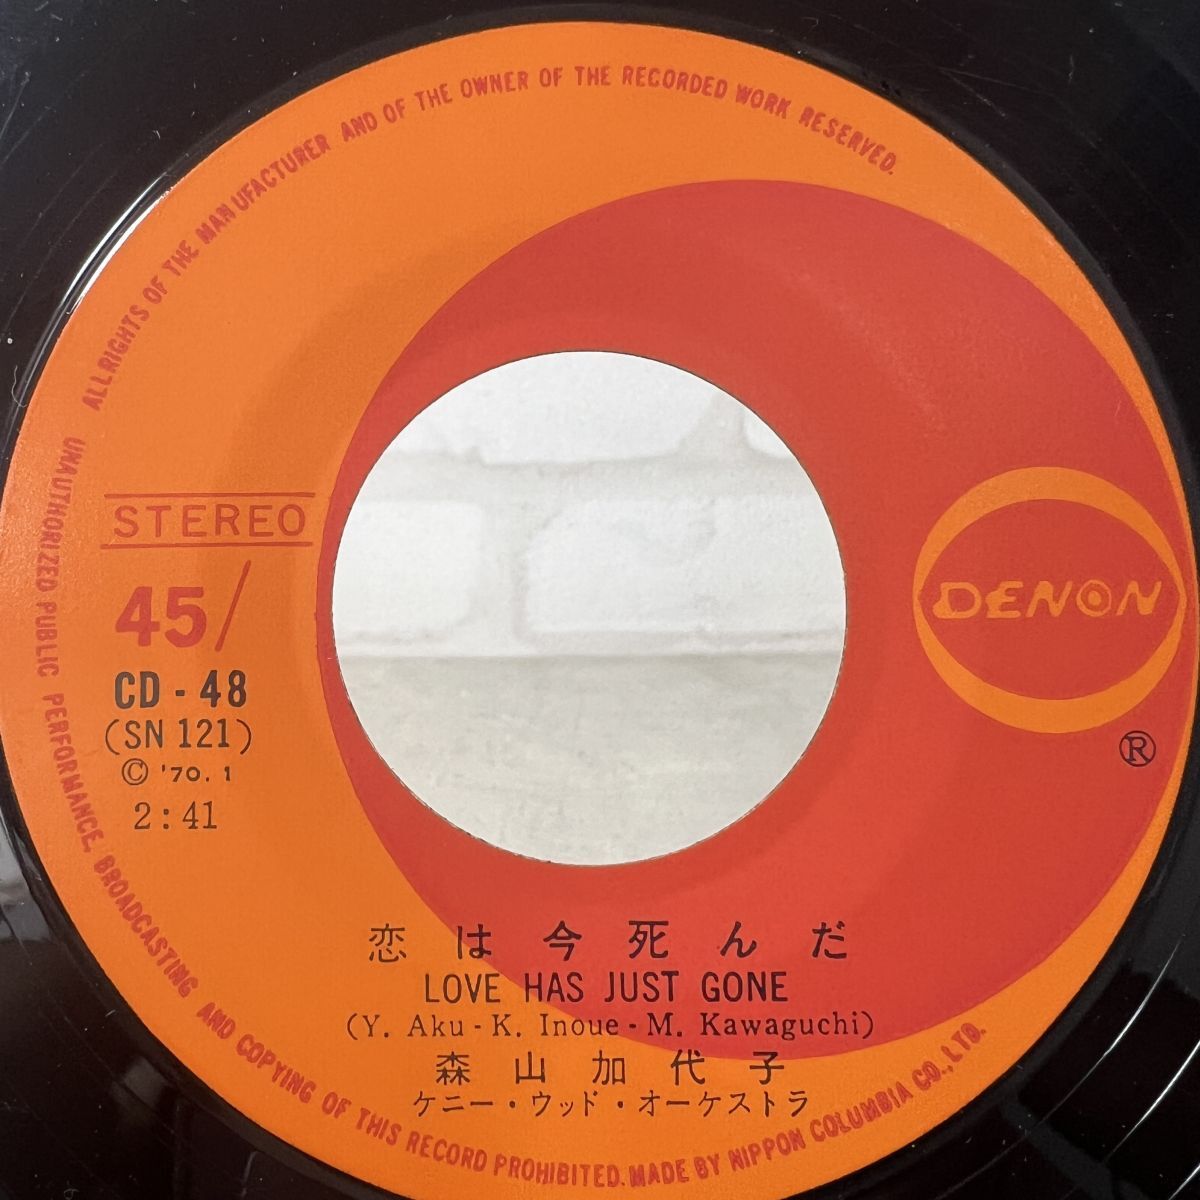 ALL RIGHTS OF THE MANUFACTURER AND OF THE OWNER OF THE RECORDED WORK RESERVED.
UNAUTHORIZED PUBLIC PERFORMANCE, BROADCASTING AND COPYING OF THIS RECORD PROHIBITED. MADE BY NIPPON COLUMBIA CO., LTD.
STEREO
45/
CD - 48
(SN 121)
© '70. 1
2:41
DENON
®
恋は今死んだ
LOVE HAS JUST GONE
(Y. Aku - K. Inoue - M. Kawaguchi)
森山加代子
ケニー・ウッド・オーケストラ